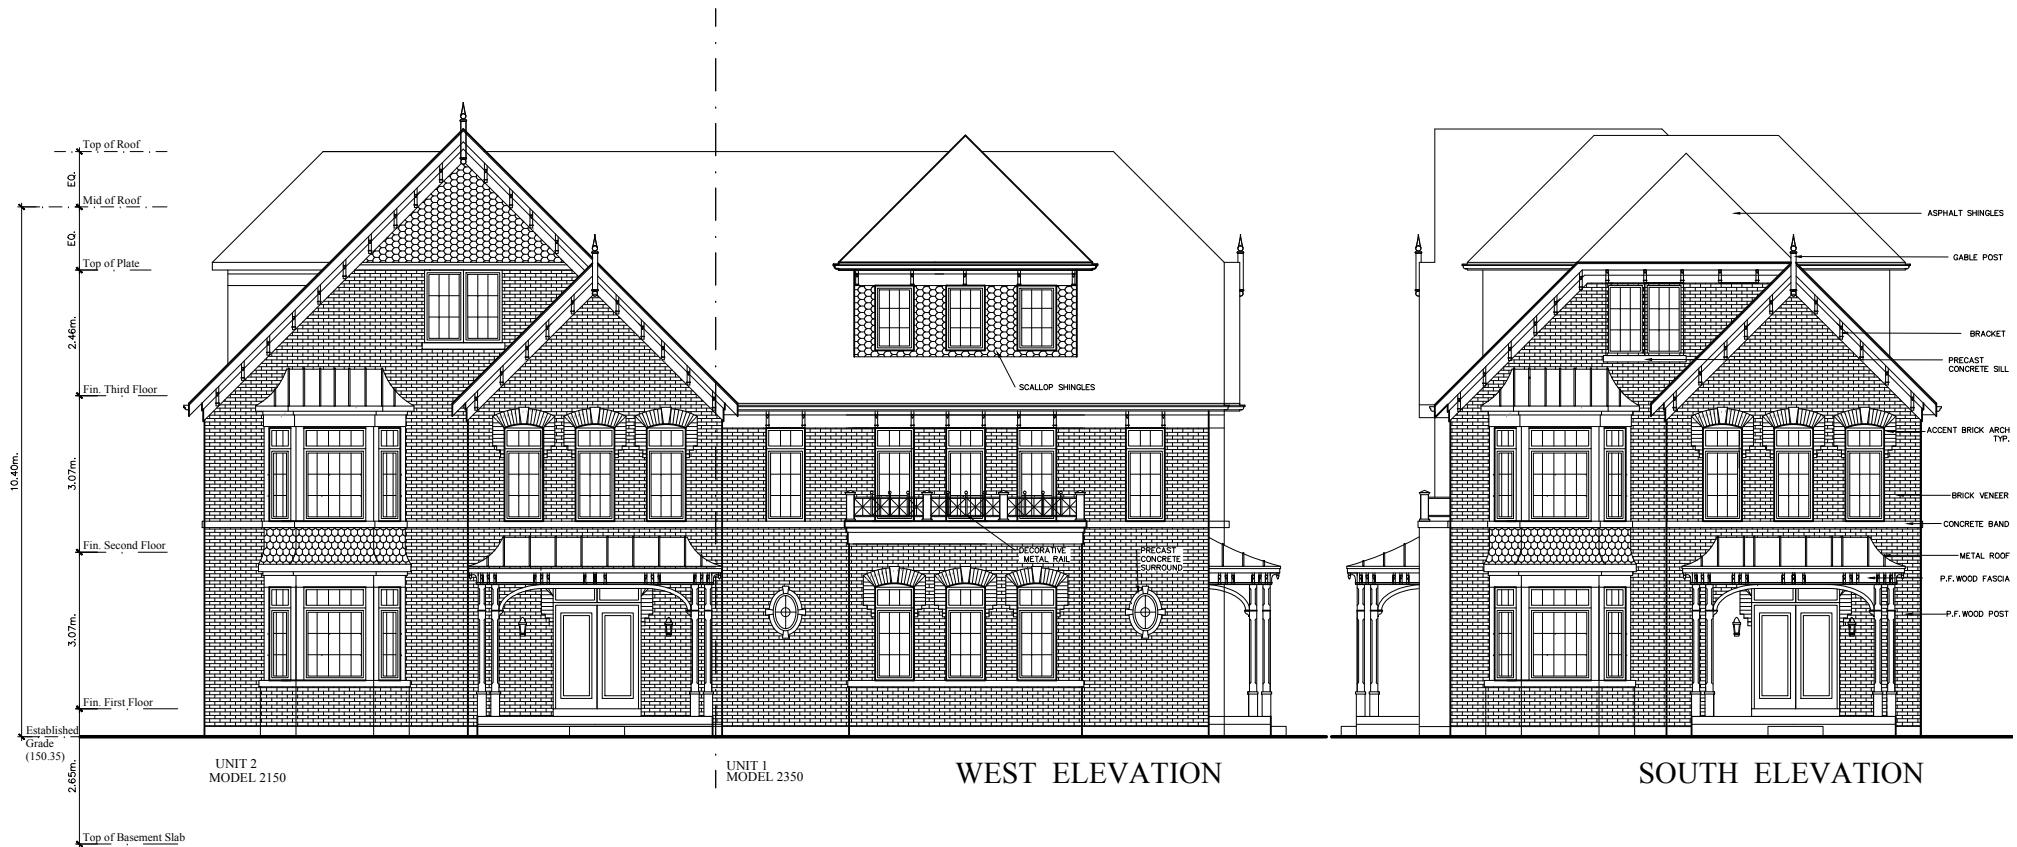 Top of Roof
EQ.
Mid of Roof
EQ.
Top of Plate
2.46m.
Fin. Third Floor
3.07m.
10.40m.
Fin. Second Floor
3.07m.
Fin. First Floor
Established
Grade
(150.35)
2.65m.
Top of Basement Slab
SCALLOP SHINGLES
DECORATIVE
METAL RAIL
PRECAST
CONCRETE
SURROUND
UNIT 2
MODEL 2150
UNIT 1
MODEL 2350
WEST ELEVATION
ASPHALT SHINGLES
GABLE POST
BRACKET
PRECAST
CONCRETE SILL
ACCENT BRICK ARCH
TYP.
BRICK VENEER
CONCRETE BAND
METAL ROOF
P.F.WOOD FASCIA
P.F.WOOD POST
SOUTH ELEVATION